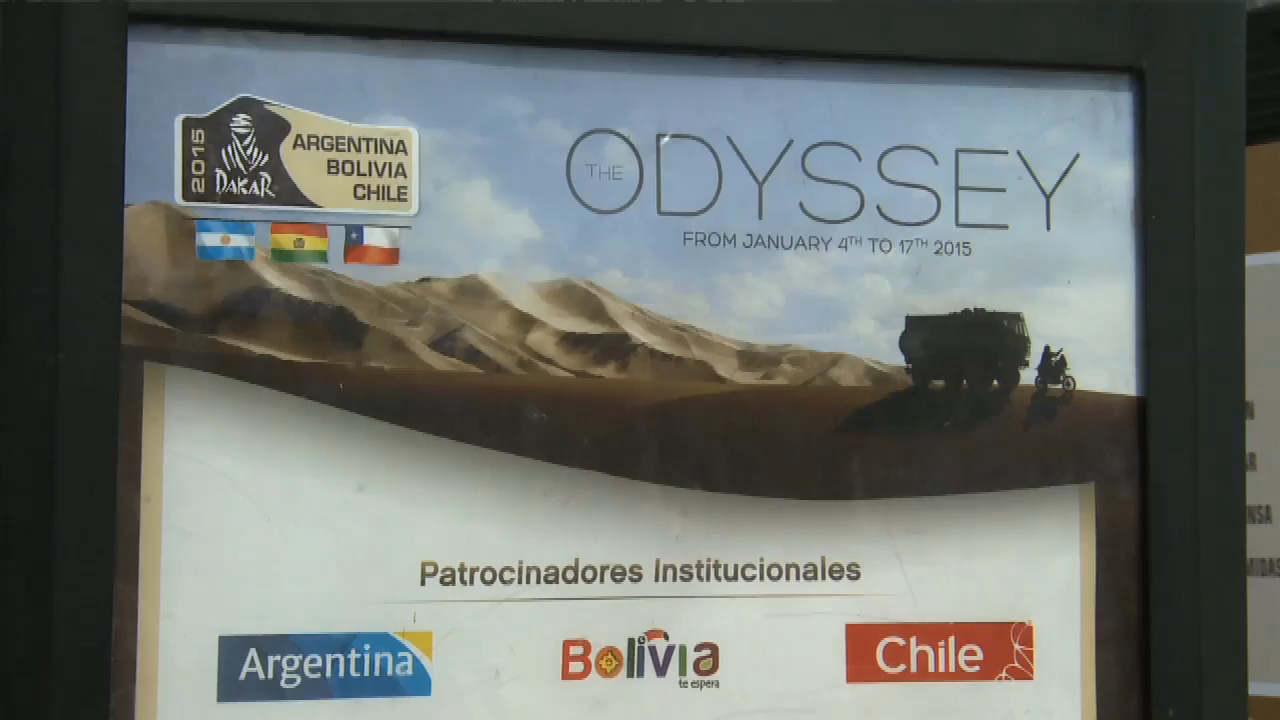 2015
DAKAR
ARGENTINA
BOLIVIA
CHILE
THE ODYSSEY
FROM JANUARY 4TH TO 17TH 2015
Patrocinadores Institucionales
Argentina
Bolivia
te espera
Chile